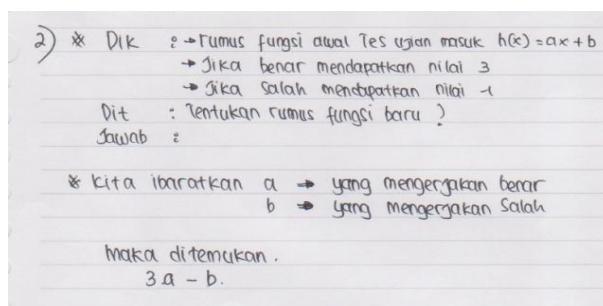 2) * Dik : → rumus fungsi awal Tes ujian masuk h(x) = ax + b
→ Jika benar mendapatkan nilai 3
→ Jika salah mendapatkan nilai -1
Dit : Tentukan rumus fungsi baru ?
Jawab :
* Kita ibaratkan a → yang mengerjakan benar
b → yang mengerjakan salah
Maka ditemukan.
3a - b.